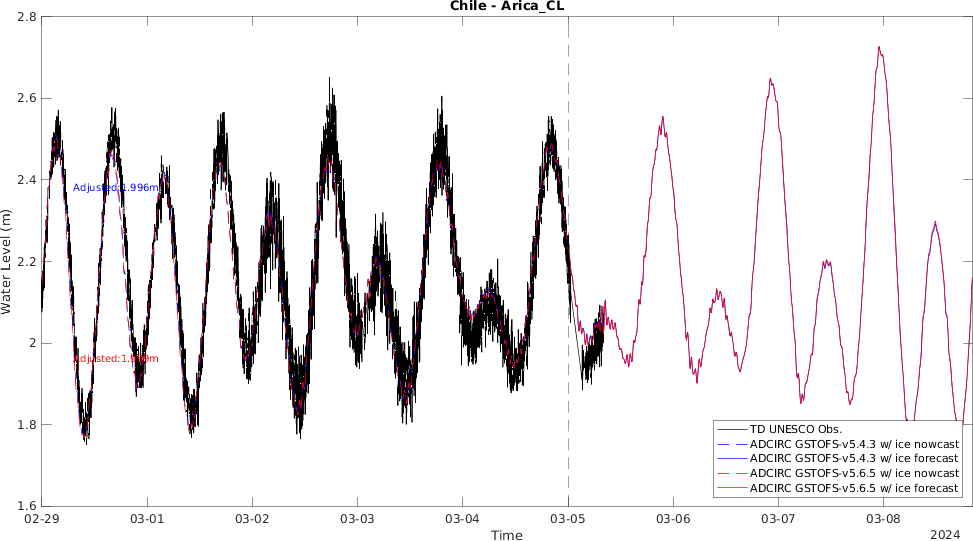 Chile - Arica_CL
2.8
2.6
2.4
2.2
2
1.8
1.6
Water Level (m)
Adjusted:1.996m
TD UNESCO Obs.
ADCIRC GSTOFS-v5.4.3 w/ ice nowcast
ADCIRC GSTOFS-v5.4.3 w/ ice forecast
ADCIRC GSTOFS-v5.6.5 w/ ice nowcast
ADCIRC GSTOFS-v5.6.5 w/ ice forecast
02-29
03-01
03-02
03-03
03-04
03-05
03-06
03-07
03-08
Time
2024